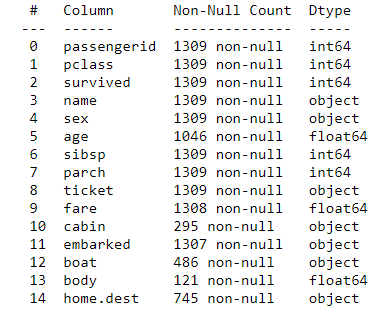 #   Column       Non-Null Count  Dtype
---  ------       --------------  -----
0   passengerid  1309 non-null   int64
1   pclass       1309 non-null   int64
2   survived     1309 non-null   int64
3   name         1309 non-null   object
4   sex          1309 non-null   object
5   age          1046 non-null   float64
6   sibsp        1309 non-null   int64
7   parch        1309 non-null   int64
8   ticket       1309 non-null   object
9   fare         1308 non-null   float64
10  cabin        295 non-null    object
11  embarked     1307 non-null   object
12  boat         486 non-null    object
13  body         121 non-null    float64
14  home.dest    745 non-null    object